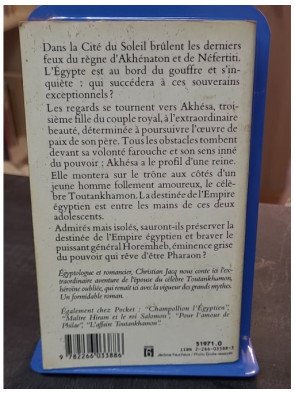 Dans la Cité du Soleil brûlent les derniers
feux du règne d'Akhénaton et de Néfertiti.
L'Égypte est au bord du gouffre et s'in-
quiète : qui succédera à ces souverains
exceptionnels ?
Les regards se tournent vers Akhésa, troi-
sième fille du couple royal, à l'extraordinaire
beauté, déterminée à poursuivre l'œuvre de
paix de son père. Tous les obstacles tombent
devant sa volonté farouche et son sens inné
du pouvoir ; Akhésa a le profil d'une reine.
Elle montera sur le trône aux côtés d'un
jeune homme follement amoureux, le célè-
bre Toutankhamon. La destinée de l'Empire
égyptien est entre les mains de ces deux
adolescents.
Admirés mais isolés, sauront-ils préserver la
destinée de l'Empire égyptien et braver le
puissant général Horemheb, éminence grise
du pouvoir qui rêve d'être Pharaon ?
Égyptologue et romancier, Christian Jacq nous conte ici l'ex-
traordinaire aventure de l'épouse du célèbre Toutankhamon,
héroïne oubliée, qui renaît ici avec la vigueur des grands mythes.
Un formidable roman.
Également chez Pocket : "Champollion l'Égyptien",
"Maître Hiram et le roi Salomon", "Pour l'amour de
Philae", "L'affaire Toutankhamon".
9 782266 033886
51971.0
ISBN : 2-266-03388-5